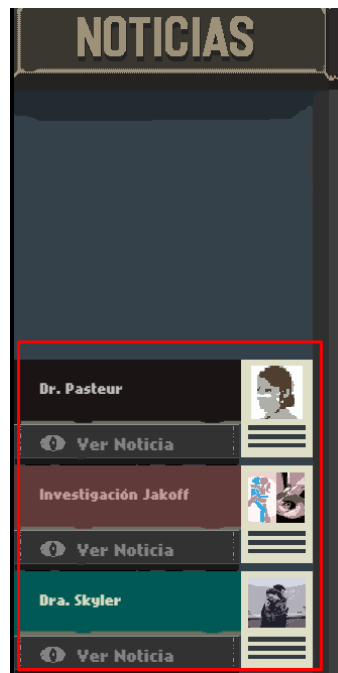 NOTICIAS
Dr. Pasteur
Ver Noticia
Investigación Jakoff
Ver Noticia
Dra. Skyler
Ver Noticia